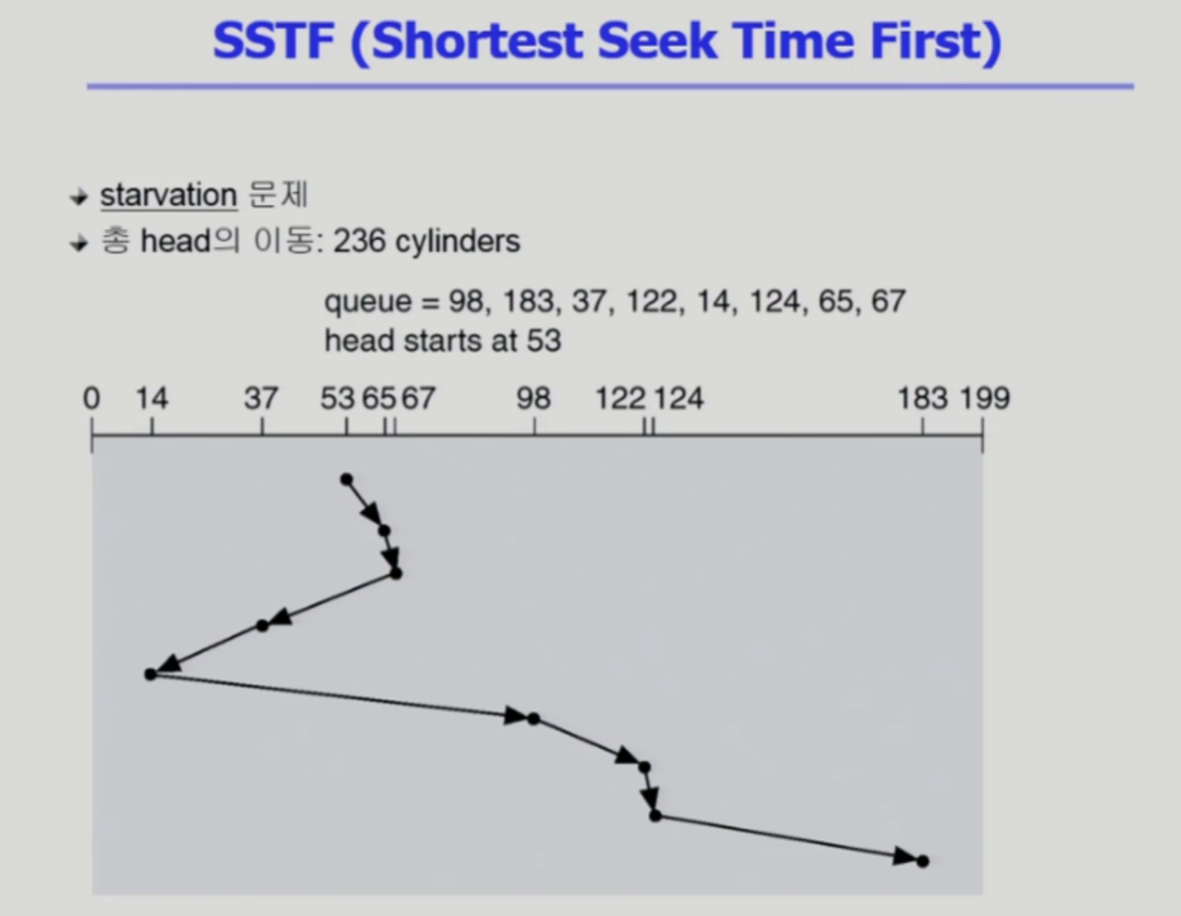 SSTF (Shortest Seek Time First)
starvation 문제
총 head의 이동: 236 cylinders
queue = 98, 183, 37, 122, 14, 124, 65, 67
head starts at 53
0 14 37 53 65 67 98 122 124 183 199